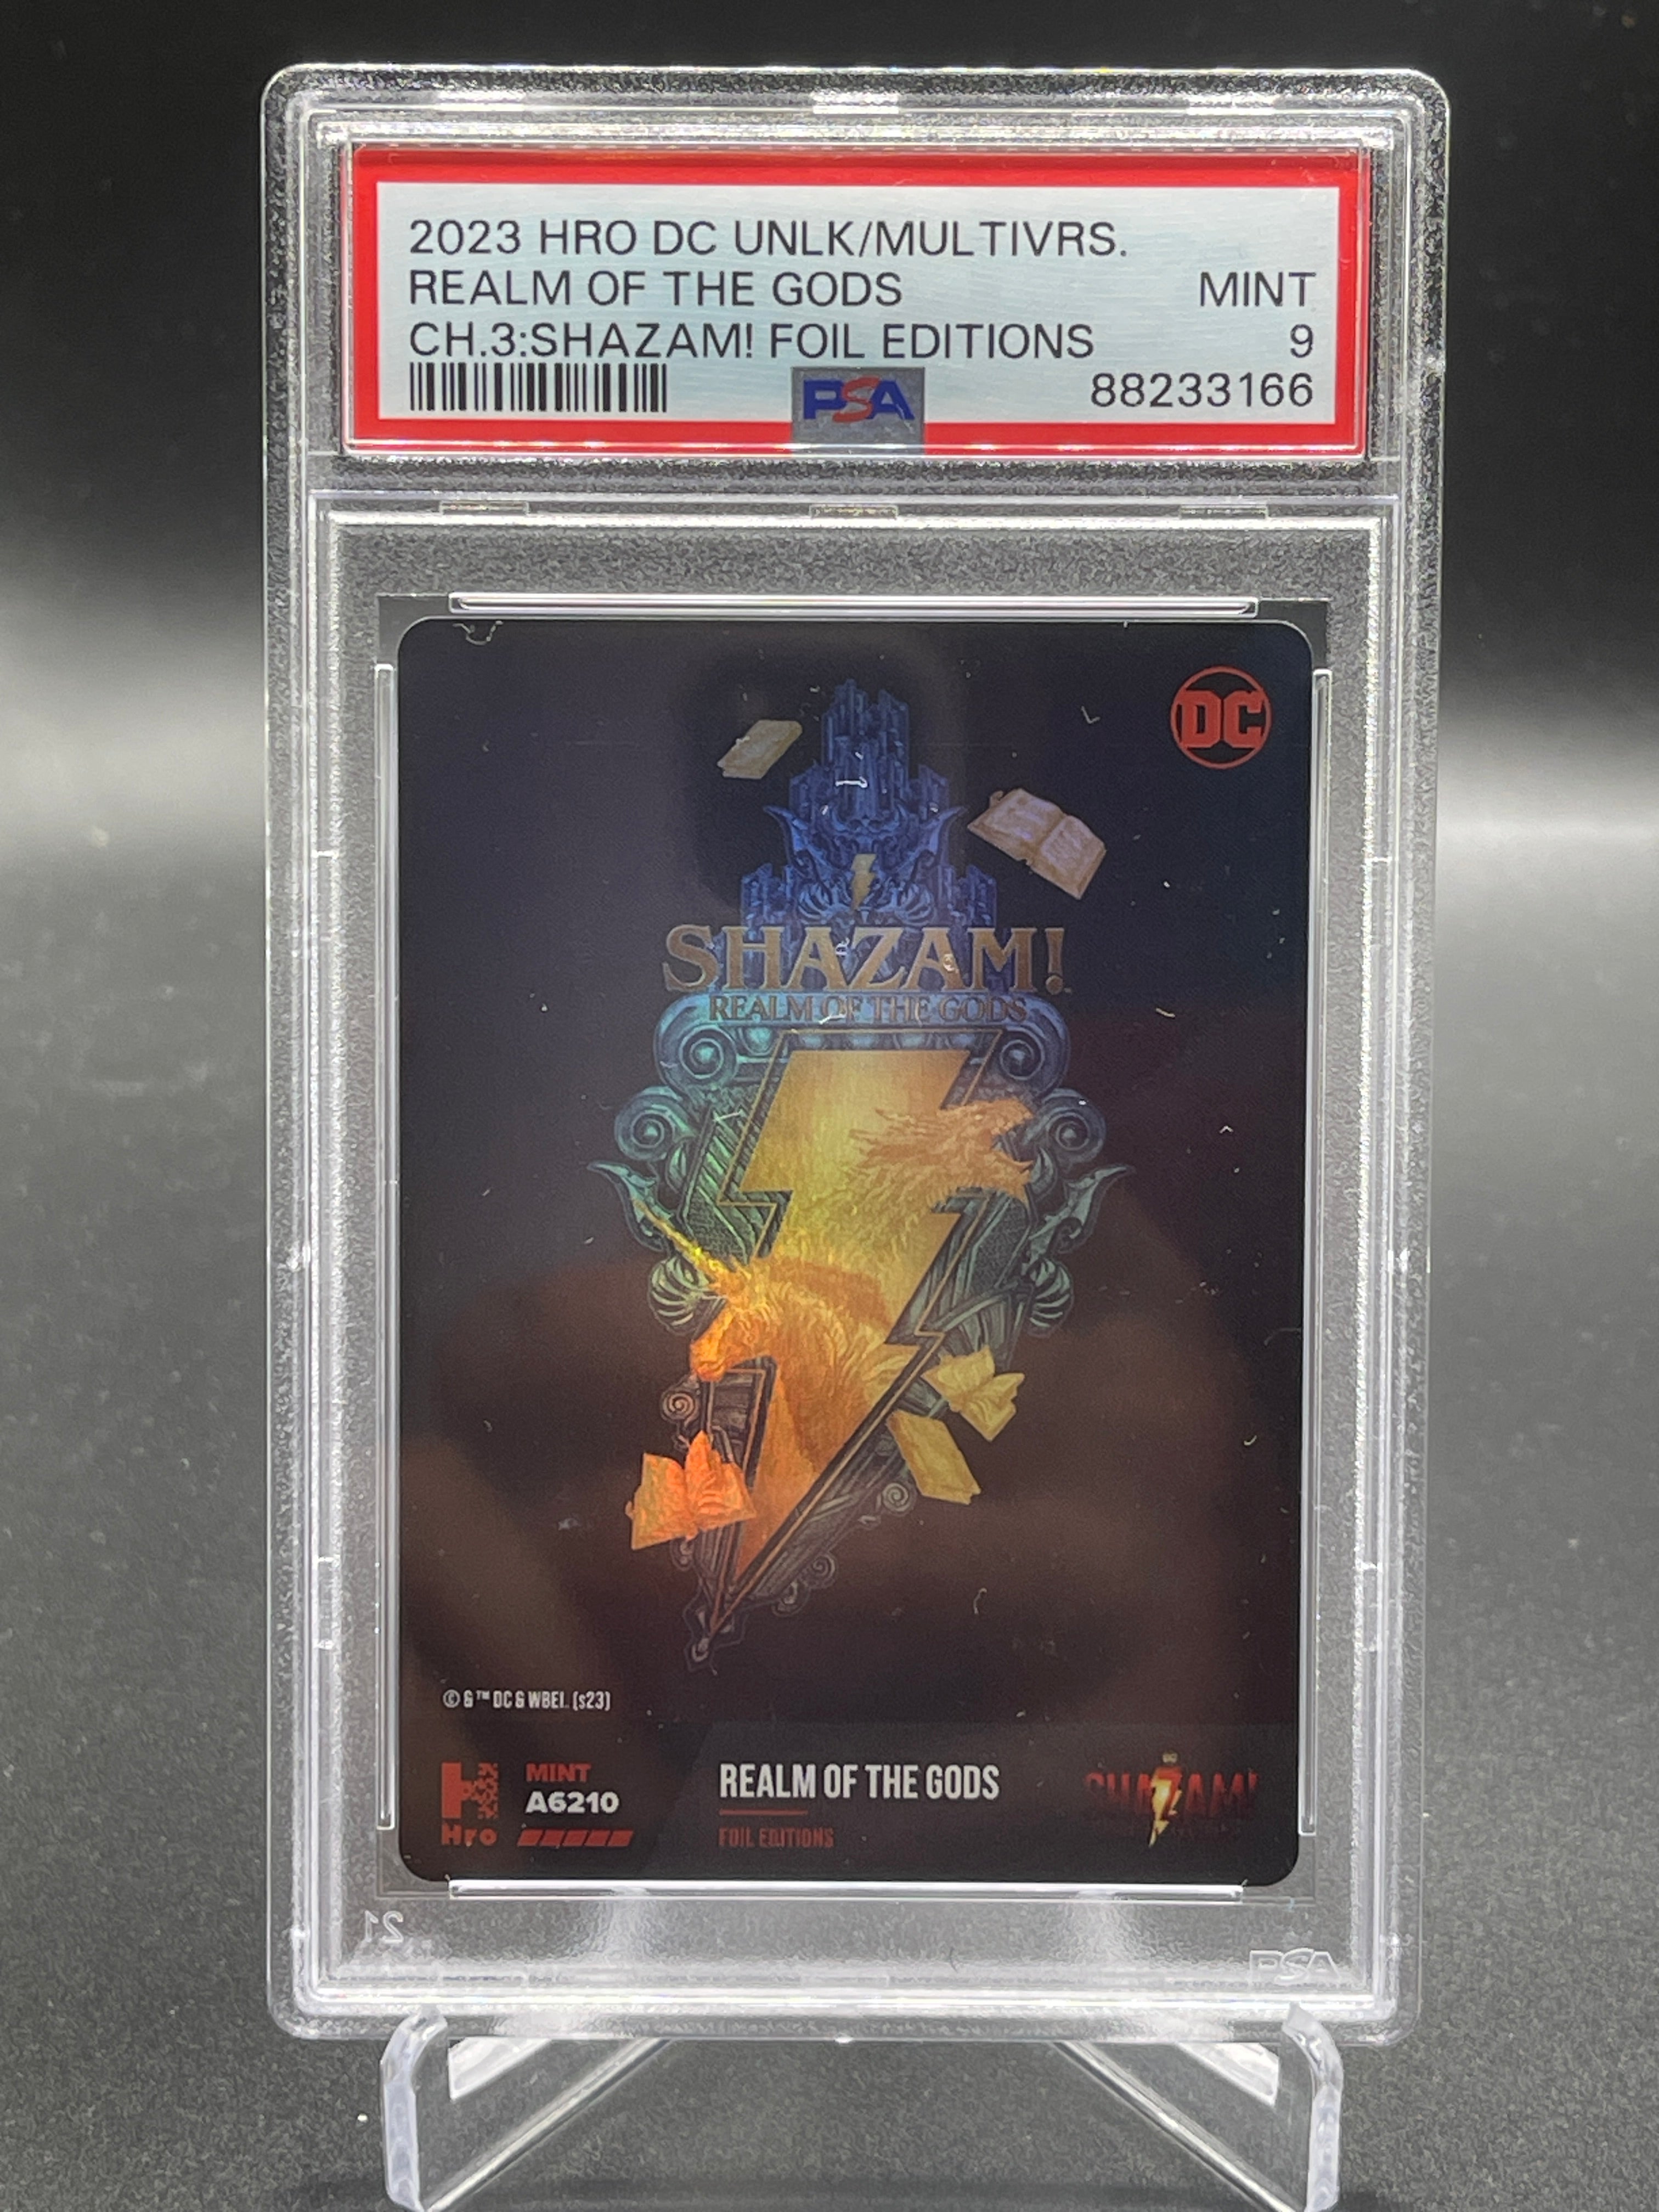 2023 HRO DC UNLK/MULTIVRS.
REALM OF THE GODS MINT
CH.3:SHAZAM! FOIL EDITIONS 9
PSA 88233166
DC
SHAZAM!
REALM OF THE GODS
© & ™ DC & WBEI. (s23)
H
Hro
MINT
A6210
REALM OF THE GODS
FOIL EDITIONS
DC
SHAZAM!
21
PSA